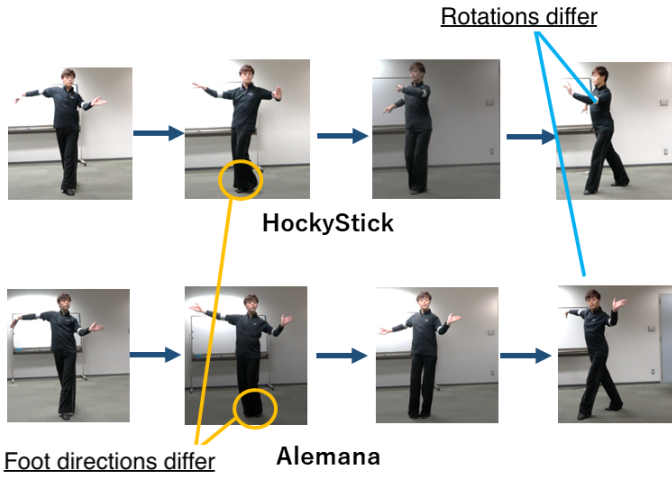 Rotations differ
HockyStick
Foot directions differ
Alemana